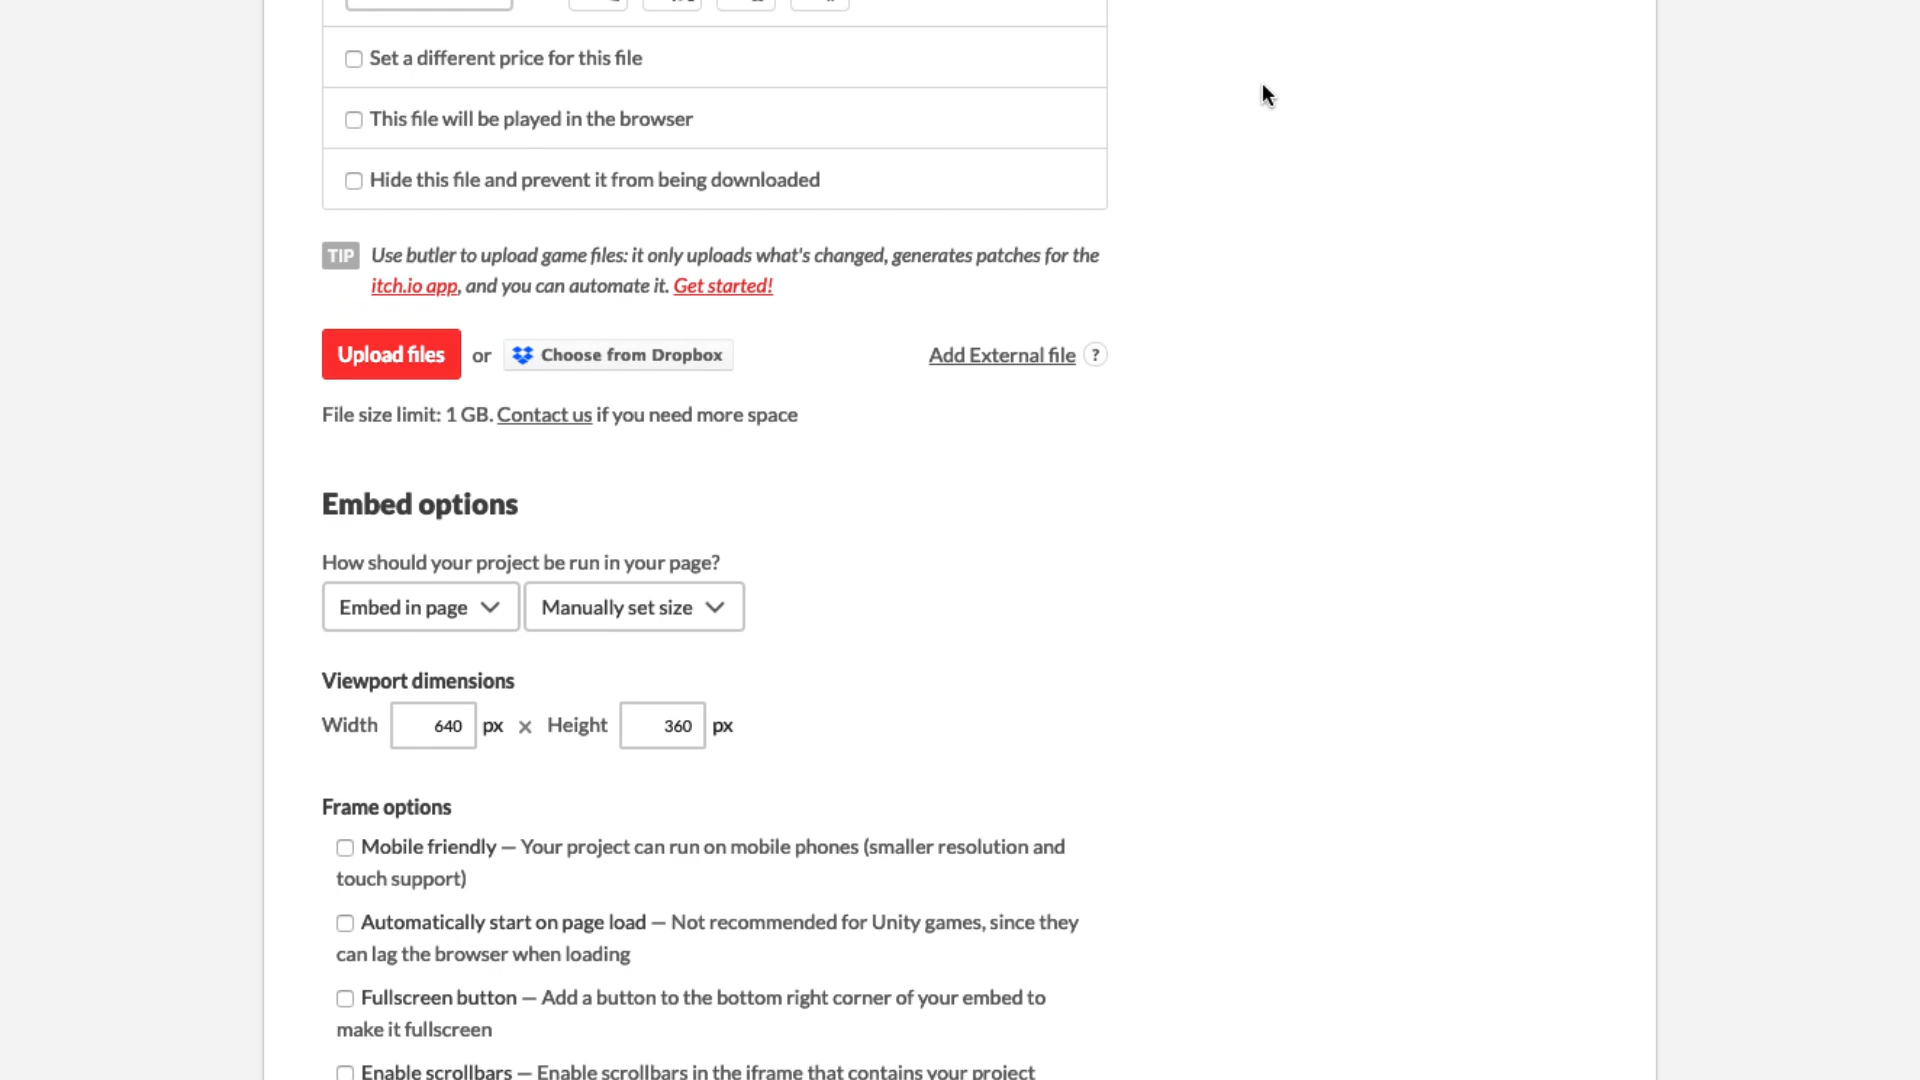 Set a different price for this file
This file will be played in the browser
Hide this file and prevent it from being downloaded
TIP Use butler to upload game files: it only uploads what's changed, generates patches for the
itch.io app, and you can automate it. Get started!
Upload files or Choose from Dropbox Add External file ?
File size limit: 1 GB. Contact us if you need more space
Embed options
How should your project be run in your page?
Embed in page Manually set size
Viewport dimensions
Width 640 px × Height 360 px
Frame options
Mobile friendly — Your project can run on mobile phones (smaller resolution and
touch support)
Automatically start on page load — Not recommended for Unity games, since they
can lag the browser when loading
Fullscreen button — Add a button to the bottom right corner of your embed to
make it fullscreen
Enable scrollbars — Enable scrollbars in the iframe that contains your project